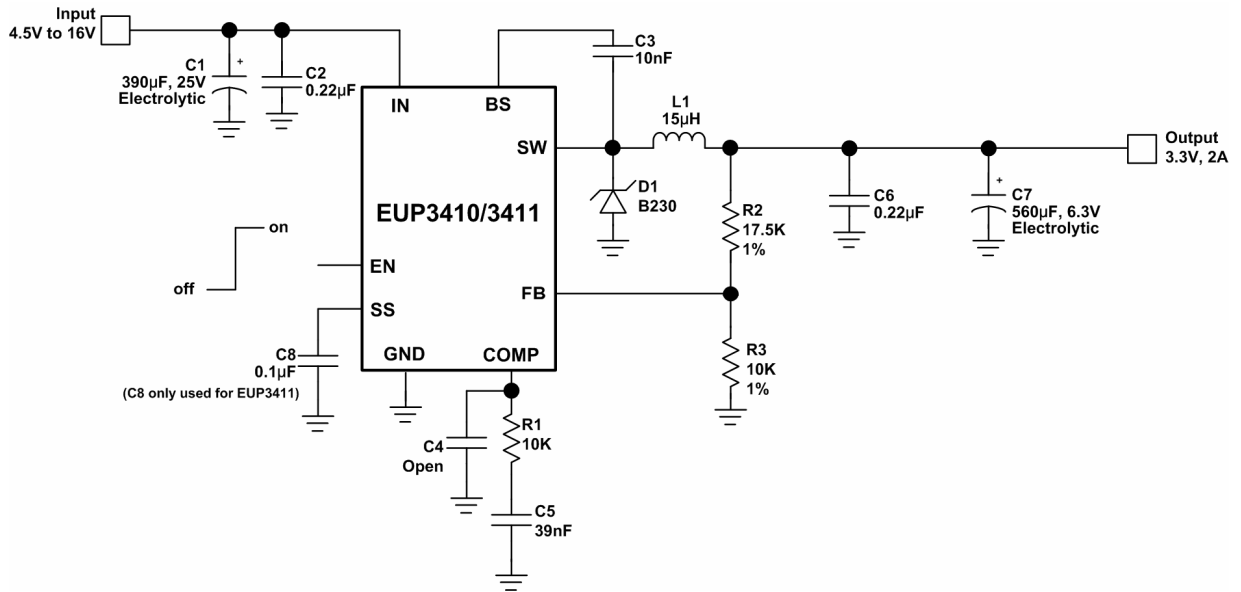 Input
4.5V to 16V
C1
+
390µF, 25V
Electrolytic
C2
0.22µF
C3
10nF
IN
BS
SW
L1
15µH
Output
3.3V, 2A
D1
B230
EUP3410/3411
R2
17.5K
1%
C6
0.22µF
+
C7
560µF, 6.3V
Electrolytic
on
off
EN
FB
SS
GND
COMP
R3
10K
1%
C8
0.1µF
(C8 only used for EUP3411)
R1
10K
C4
Open
C5
39nF